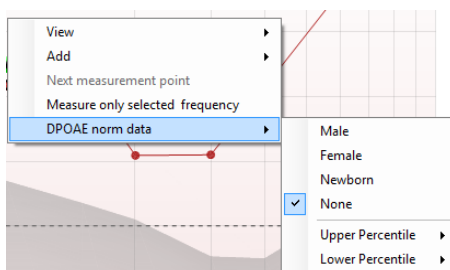 View
Add
Next measurement point
Measure only selected frequency
DPOAE norm data
Male
Female
Newborn
None
Upper Percentile
Lower Percentile